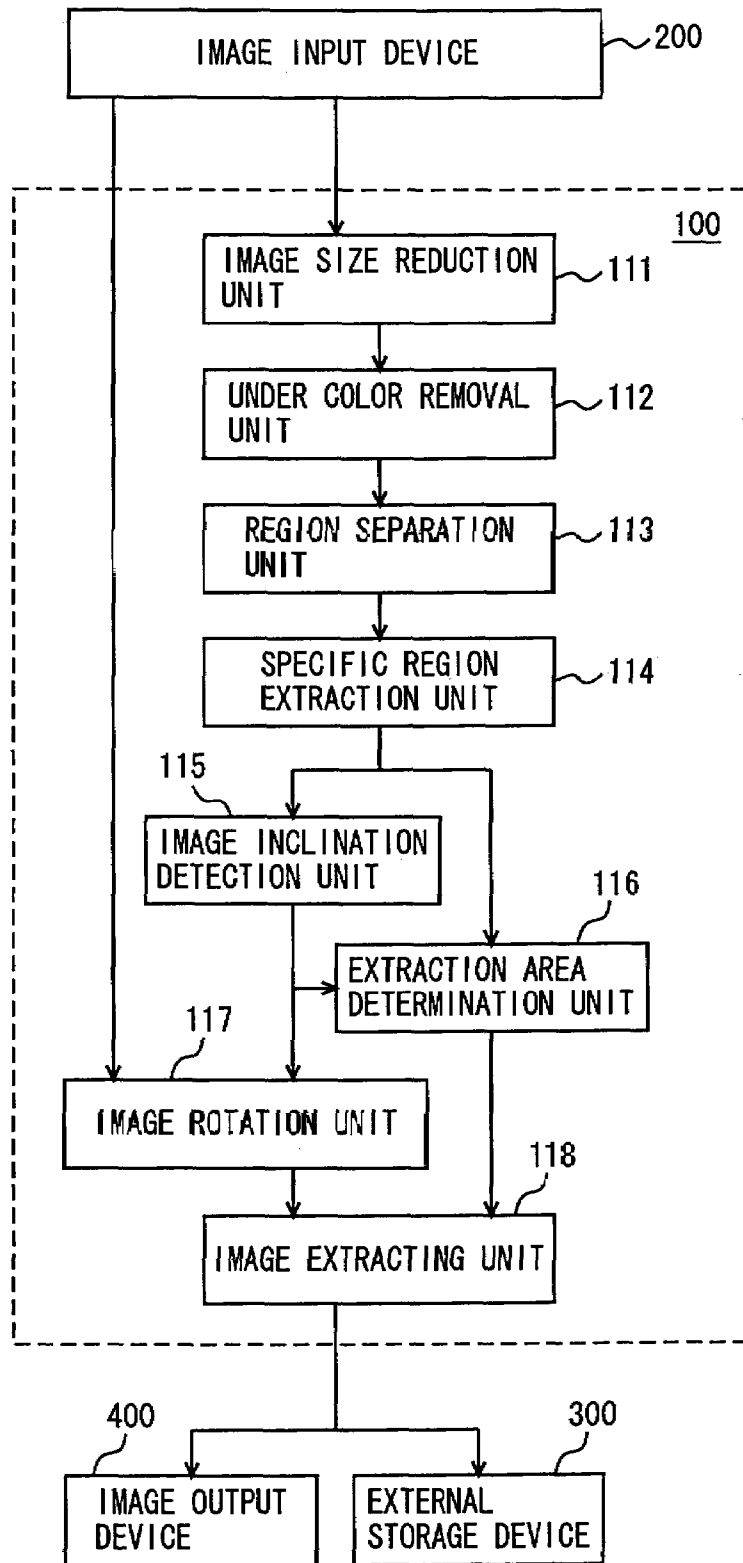 IMAGE INPUT DEVICE
200
100
IMAGE SIZE REDUCTION
UNIT
111
UNDER COLOR REMOVAL
UNIT
112
REGION SEPARATION
UNIT
113
SPECIFIC REGION
EXTRACTION UNIT
114
115
IMAGE INCLINATION
DETECTION UNIT
116
EXTRACTION AREA
DETERMINATION UNIT
117
IMAGE ROTATION UNIT
118
IMAGE EXTRACTING UNIT
400
IMAGE OUTPUT
DEVICE
300
EXTERNAL
STORAGE DEVICE